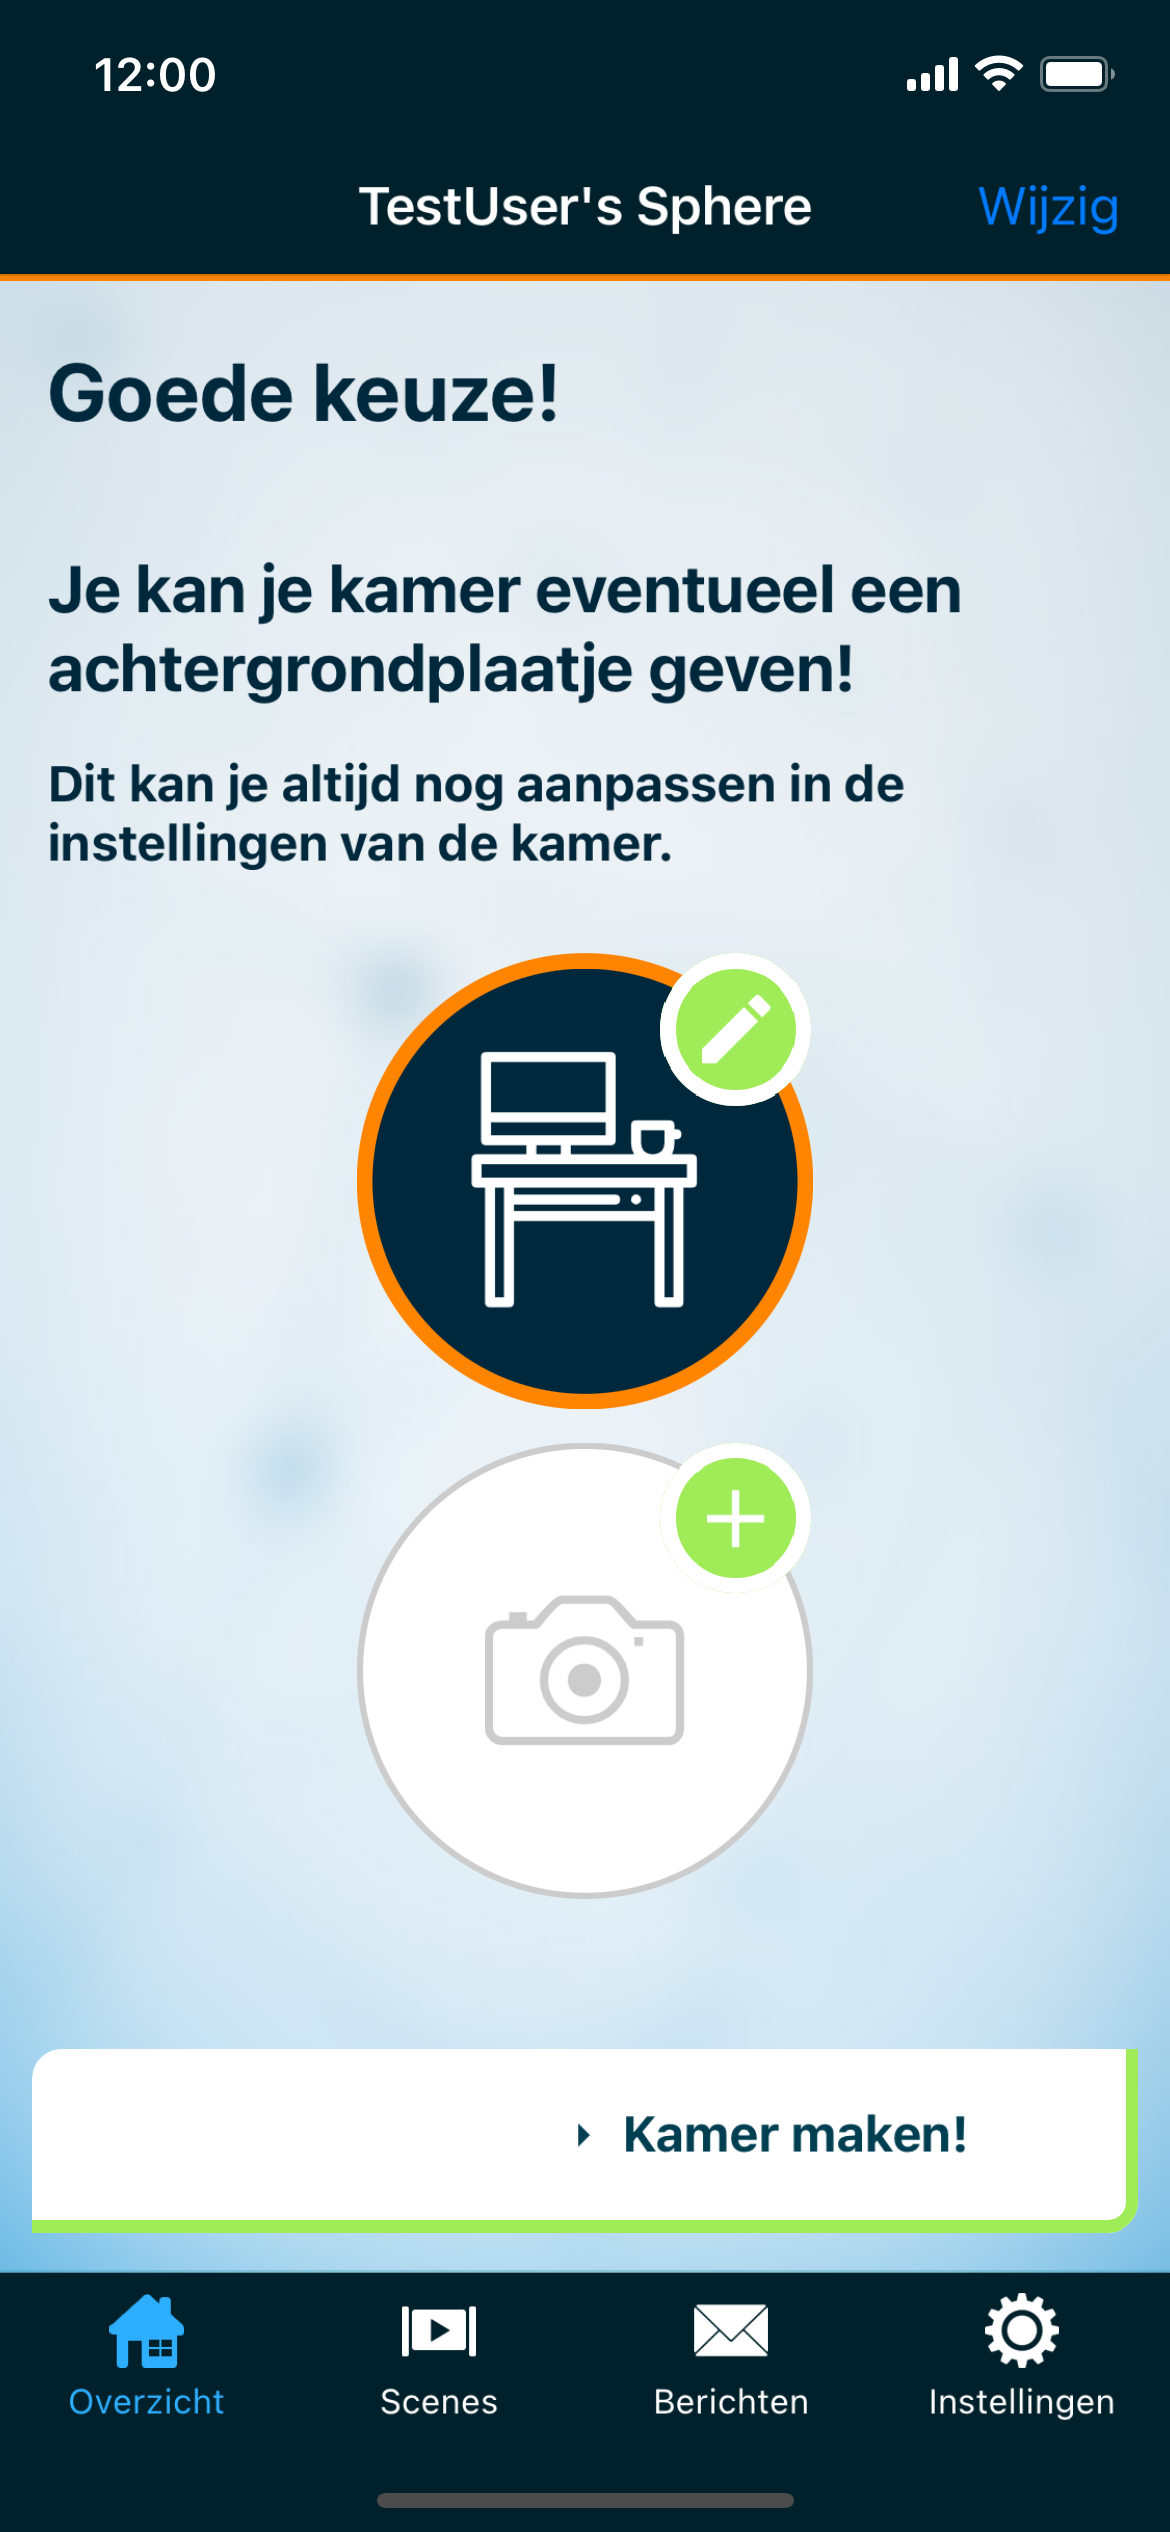 12:00
TestUser's Sphere
Wijzig
Goede keuze!
Je kan je kamer eventueel een
achtergrondplaatje geven!
Dit kan je altijd nog aanpassen in de
instellingen van de kamer.
Kamer maken!
Overzicht
Scenes
Berichten
Instellingen